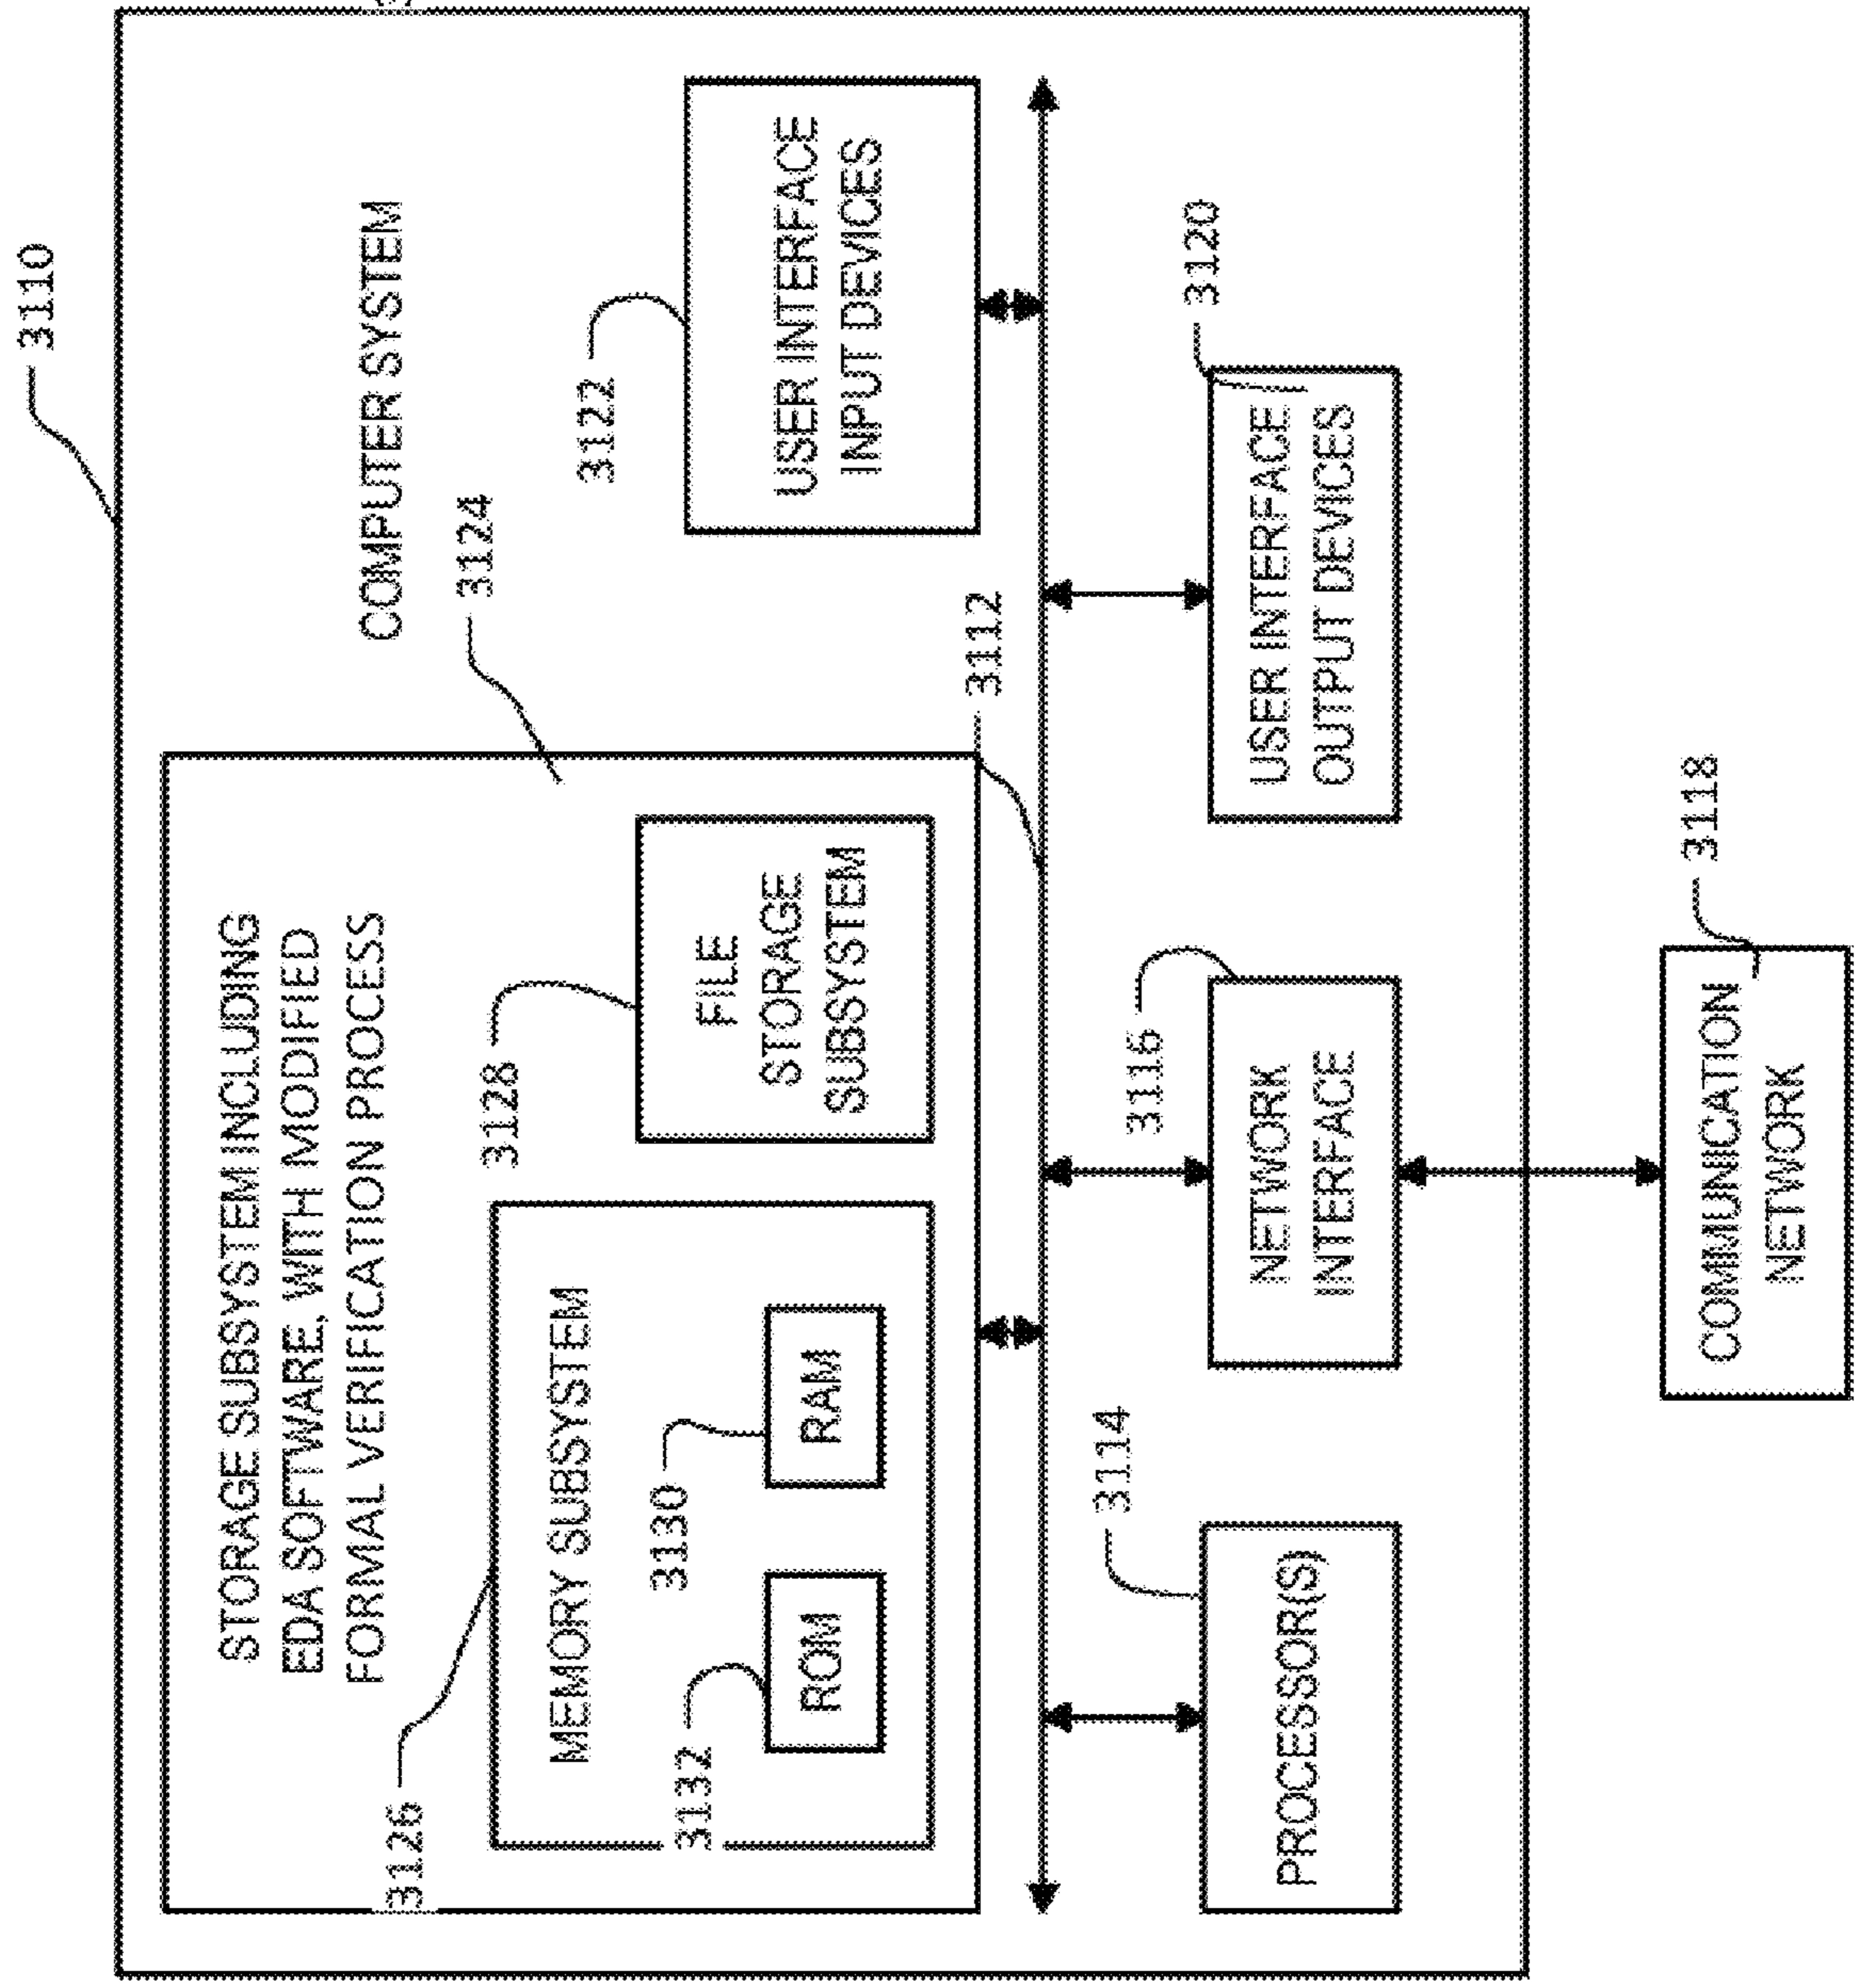 3110
COMPUTER SYSTEM
STORAGE SUBSYSTEM INCLUDING
EDA SOFTWARE, WITH MODIFIED
FORMAL VERIFICATION PROCESS
3124
3126
MEMORY SUBSYSTEM
3132
ROM
3130
RAM
3128
FILE
STORAGE
SUBSYSTEM
3122
USER INTERFACE
INPUT DEVICES
3112
3114
PROCESSOR(S)
3116
NETWORK
INTERFACE
3120
USER INTERFACE
OUTPUT DEVICES
3118
COMMUNICATION
NETWORK